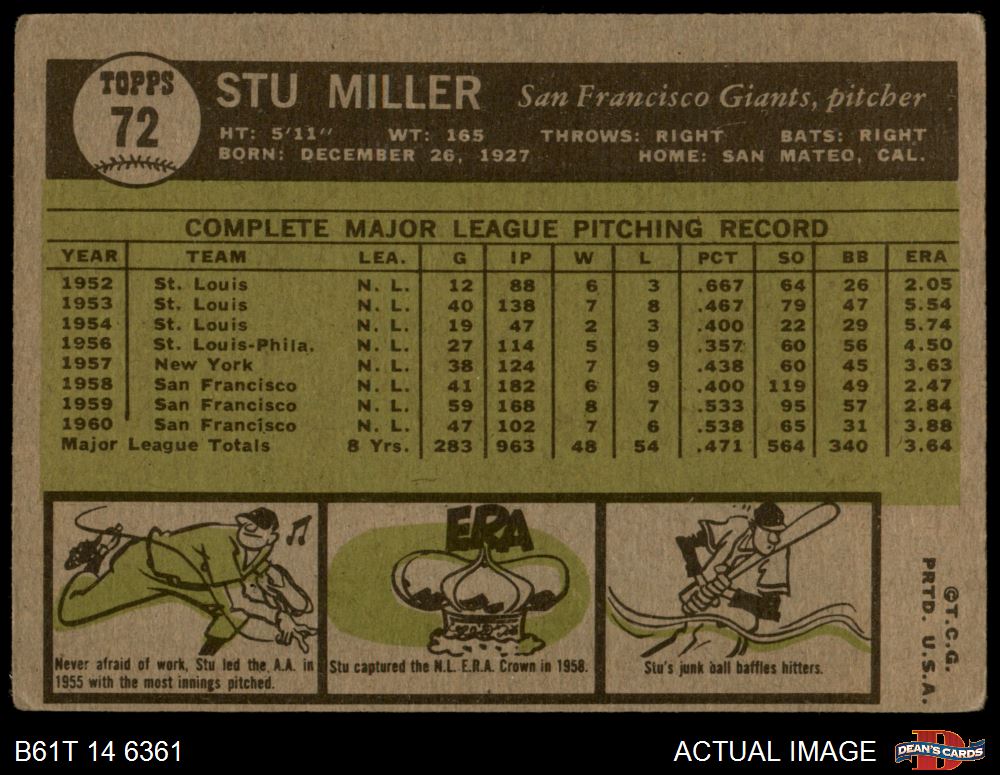 TOPPS
72
STU MILLER San Francisco Giants, pitcher
HT: 5'11" WT: 165 THROWS: RIGHT BATS: RIGHT
BORN: DECEMBER 26, 1927 HOME: SAN MATEO, CAL.
COMPLETE MAJOR LEAGUE PITCHING RECORD
YEAR TEAM LEA. G IP W L PCT SO BB ERA
1952 St. Louis N. L. 12 88 6 3 .667 64 26 2.05
1953 St. Louis N. L. 40 138 7 8 .467 79 47 5.54
1954 St. Louis N. L. 19 47 2 3 .400 22 29 5.74
1956 St. Louis-Phila. N. L. 27 114 5 9 .357 60 56 4.50
1957 New York N. L. 38 124 7 9 .438 60 45 3.63
1958 San Francisco N. L. 41 182 6 9 .400 119 49 2.47
1959 San Francisco N. L. 59 168 8 7 .533 95 57 2.84
1960 San Francisco N. L. 47 102 7 6 .538 65 31 3.88
Major League Totals 8 Yrs. 283 963 48 54 .471 564 340 3.64
ERA
Never afraid of work, Stu led the A.A. in
1955 with the most innings pitched.
Stu captured the N.L. E.R.A. Crown in 1958.
Stu's junk ball baffles hitters.
©T.C.G.
PRTD. U.S.A.
B61T 14 6361
ACTUAL IMAGE
DEAN'S CARDS